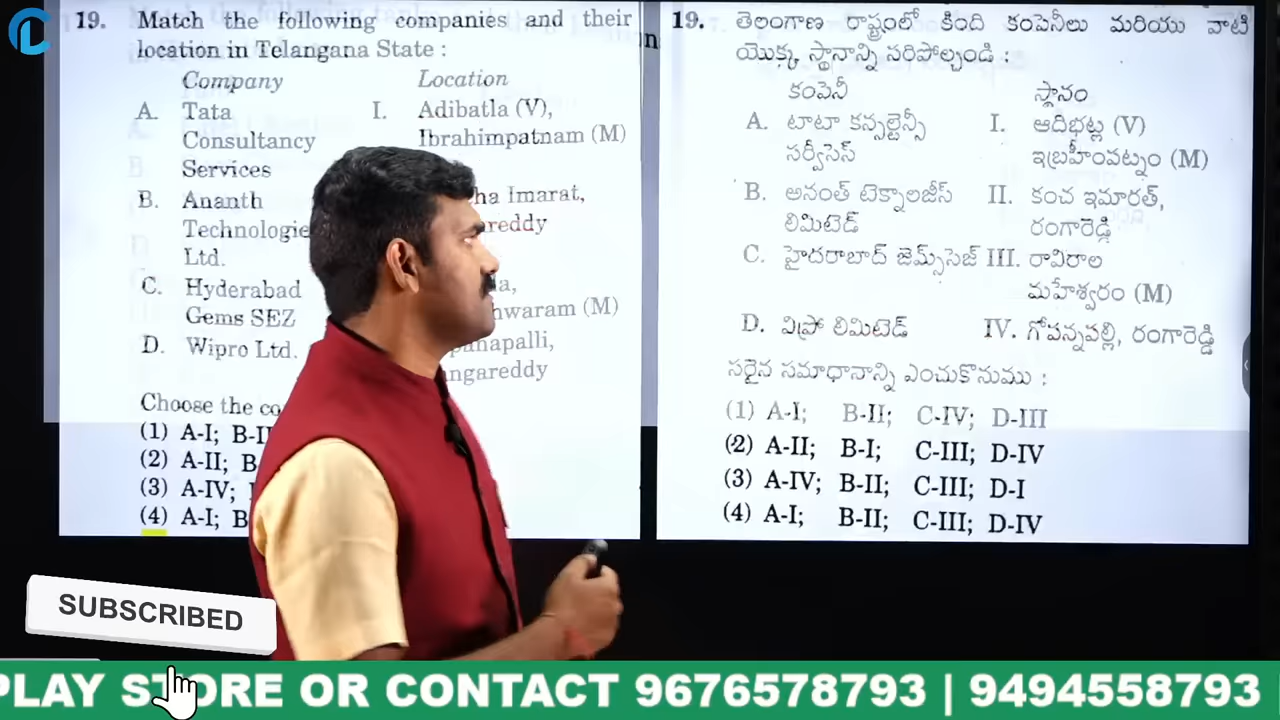 19. Match the following companies and their
location in Telangana State :
Company Location
A. Tata I. Adibatla (V),
Consultancy Ibrahimpatnam (M)
Services
B. Ananth Imarat,
Ltd.
C. Hyderabad
Gems SEZ (M)
D. Wipro Ltd.
Choose the
(1) A-I;
(2) A-II;
(3) A-IV;
(4) A-I;
n
19. తెలంగాణ రాష్ట్రంలో కింది కంపెనీలు మరియు వాటి
యొక్క స్థానాన్ని సరిపోల్చండి :
కంపెనీ స్థానం
A. టాటా కన్సల్టెన్సీ I. ఆదిభట్ల (V)
సర్వీసెస్ ఇబ్రహీంపట్నం (M)
B. అనంత్ టెక్నాలజీస్ II. కంచ ఇమారత్,
లిమిటెడ్ రంగారెడ్డి
C. హైదరాబాద్ జెమ్స్‌సెజ్ III. రావిరాల
మహేశ్వరం (M)
D. విప్రో లిమిటెడ్ IV. గోపన్నపల్లి, రంగారెడ్డి
సరైన సమాధానాన్ని ఎంచుకొనుము :
(1) A-I; B-II; C-IV; D-III
(2) A-II; B-I; C-III; D-IV
(3) A-IV; B-II; C-III; D-I
(4) A-I; B-II; C-III; D-IV
SUBSCRIBED
PLAY STORE OR CONTACT 9676578793 | 9494558793